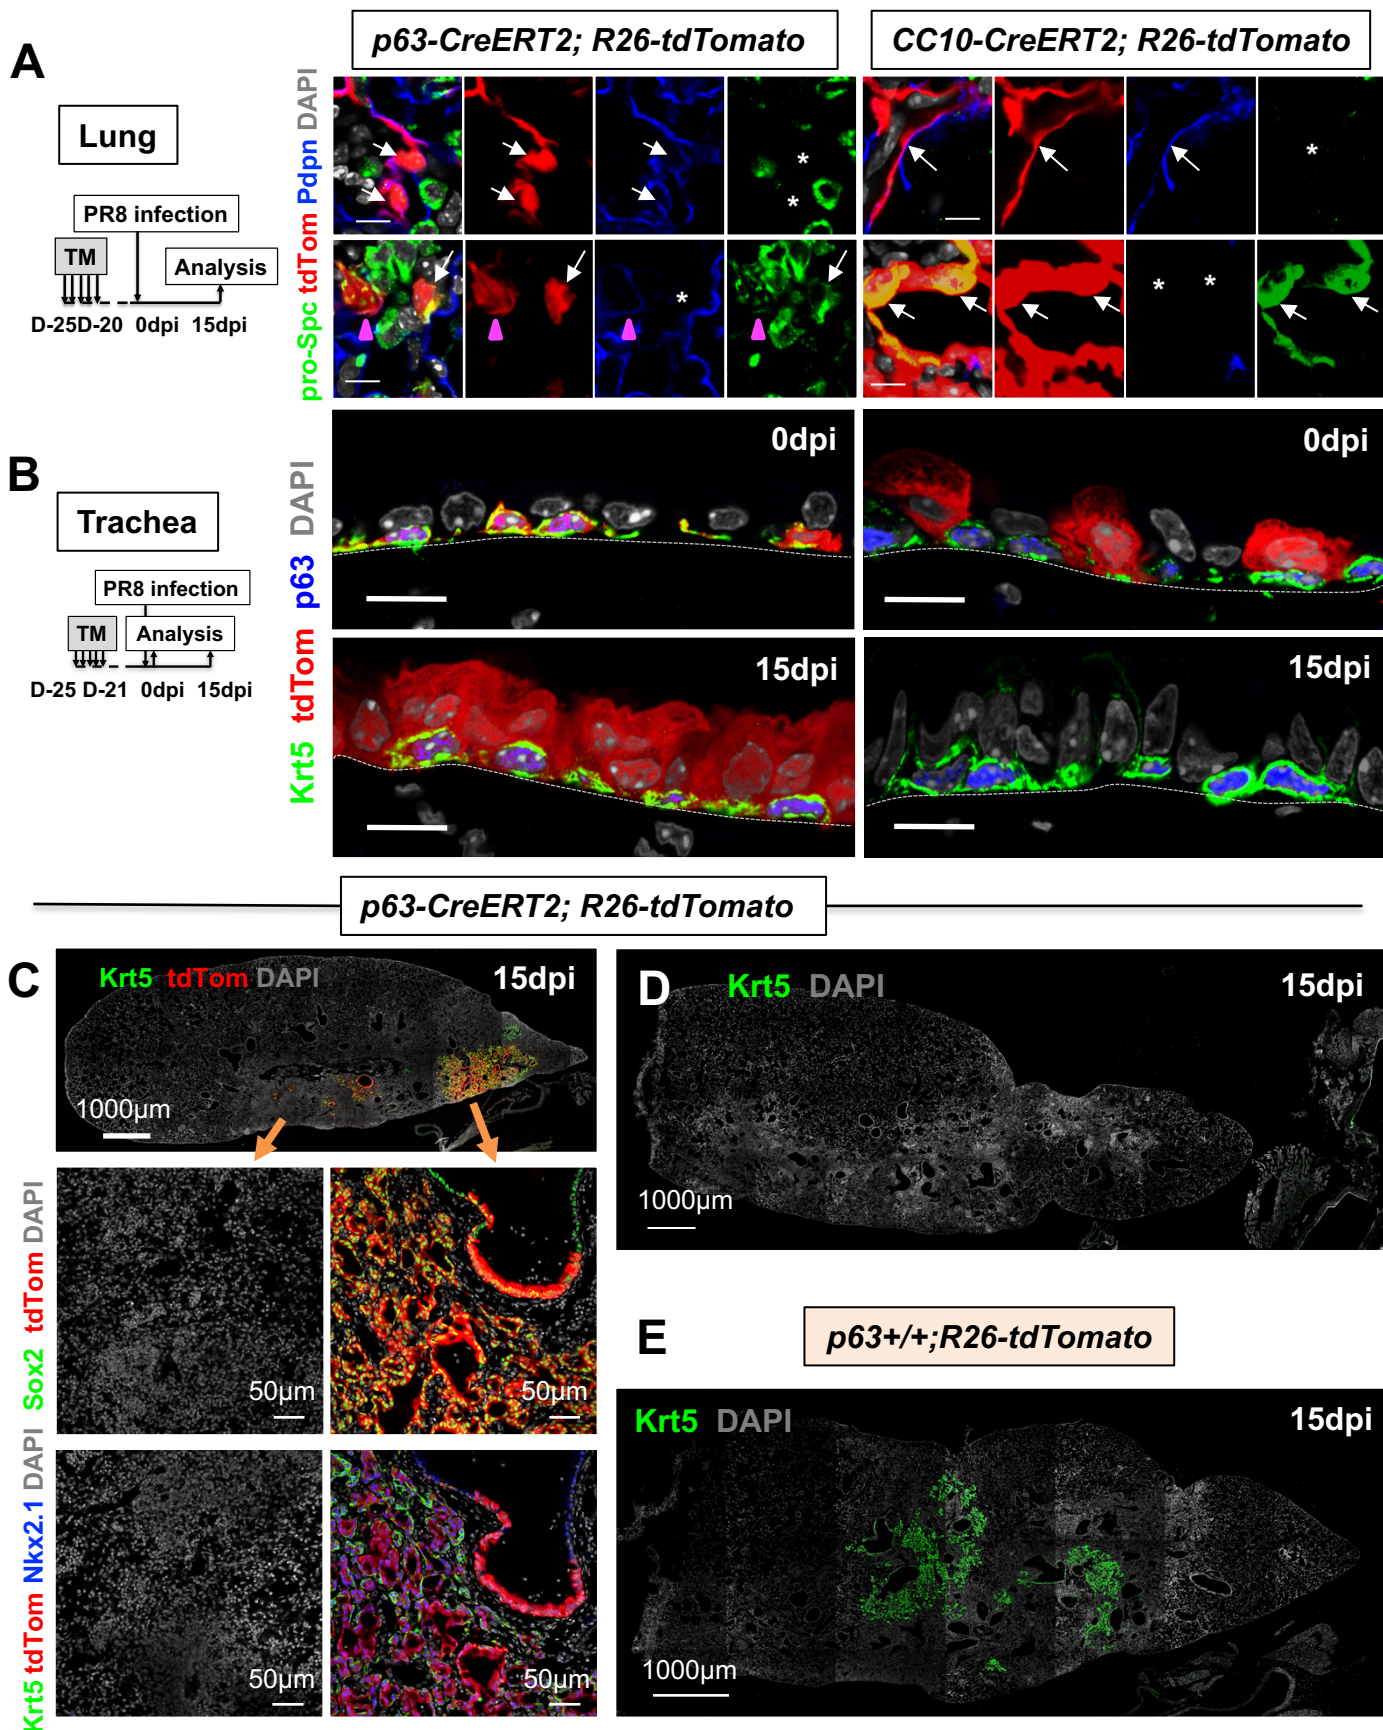 A
Lung
PR8 infection
TM
Analysis
D-25D-20 0dpi 15dpi
p63-CreERT2; R26-tdTomato
CC10-CreERT2; R26-tdTomato
pro-Spc tdTom Pdpn DAPI
*
*
*
*
* *
B
Trachea
PR8 infection
TM
Analysis
D-25 D-21 0dpi 15dpi
Krt5 tdTom p63 DAPI
0dpi
0dpi
15dpi
15dpi
p63-CreERT2; R26-tdTomato
C
Krt5 tdTom DAPI
15dpi
1000μm
Sox2 tdTom DAPI
50μm
50μm
Krt5 tdTom Nkx2.1 DAPI
50μm
50μm
D
Krt5 DAPI
15dpi
1000μm
E
p63+/+;R26-tdTomato
Krt5 DAPI
15dpi
1000μm